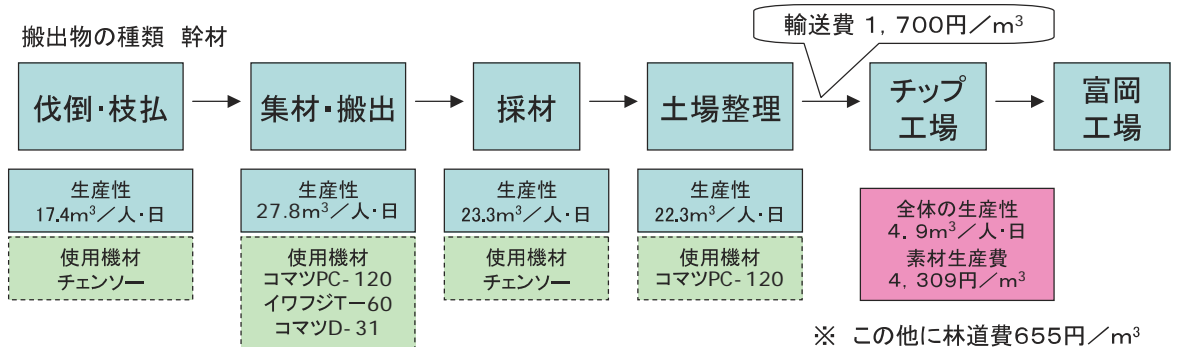 輸送費 1,700円/m³
搬出物の種類 幹材
伐倒・枝払
集材・搬出
採材
土場整理
チップ
工場
富岡
工場
生産性
17.4m³/人・日
生産性
27.8m³/人・日
生産性
23.3m³/人・日
生産性
22.3m³/人・日
使用機材
チェンソー
使用機材
コマツPC-120
イワフジT-60
コマツD-31
使用機材
チェンソー
使用機材
コマツPC-120
全体の生産性
4.9m³/人・日
素材生産費
4,309円/m³
※ この他に林道費655円/m³